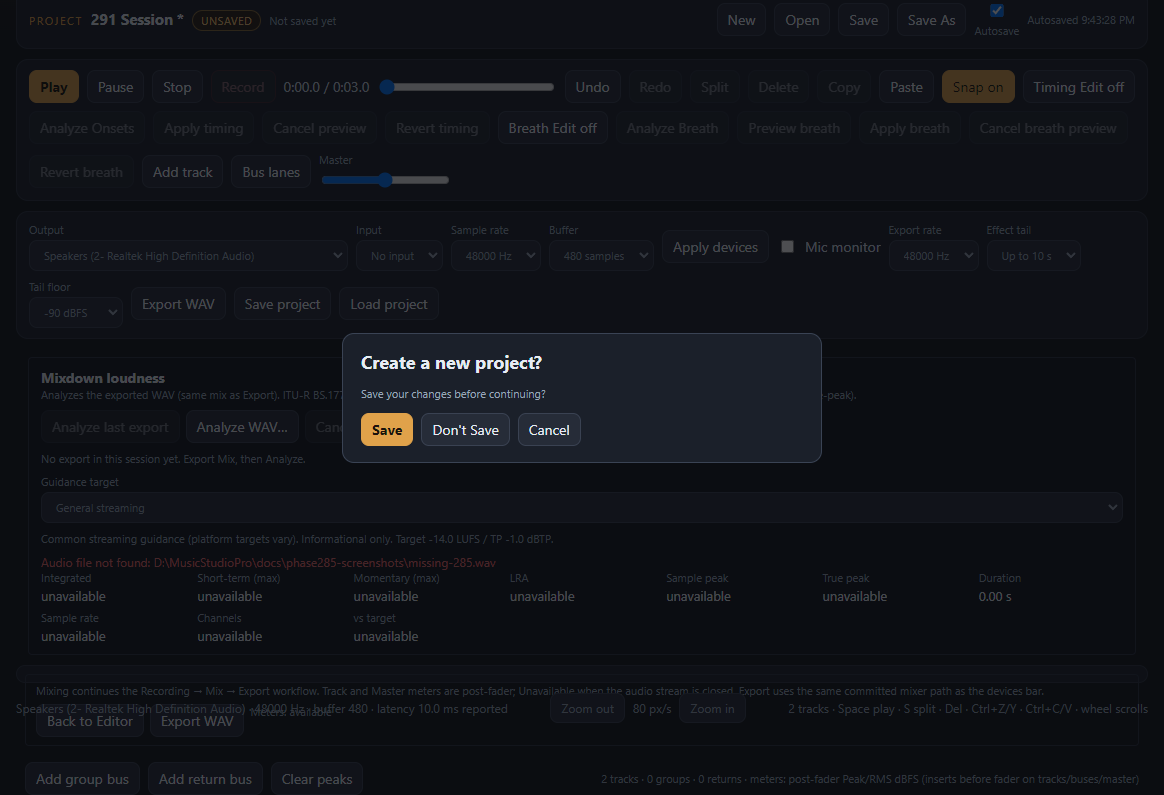 PROJECT 291 Session * UNSAVED Not saved yet New Open Save Save As Autosave Autosaved 9:43:28 PM
Play Pause Stop Record 0:00.0 / 0:03.0 Undo Redo Split Delete Copy Paste Snap on Timing Edit off
Analyze Onsets Apply timing Cancel preview Revert timing Breath Edit off Analyze Breath Preview breath Apply breath Cancel breath preview
Revert breath Add track Bus lanes Master
Output Input Sample rate Buffer Export rate Effect tail
Speakers (2- Realtek High Definition Audio) No input 48000 Hz 480 samples Apply devices Mic monitor 48000 Hz Up to 10 s
Tail floor
-90 dBFS Export WAV Save project Load project
Create a new project?
Save your changes before continuing?
Save Don't Save Cancel
Mixdown loudness
Analyzes the exported WAV (same mix as Export). ITU-R BS.177 -peak).
Analyze last export Analyze WAV... Canc
No export in this session yet. Export Mix, then Analyze.
Guidance target
General streaming
Common streaming guidance (platform targets vary). Informational only. Target -14.0 LUFS / TP -1.0 dBTP.
Audio file not found: D:\MusicStudioPro\docs\phase285-screenshots\missing-285.wav
Integrated Short-term (max) Momentary (max) LRA Sample peak True peak Duration
unavailable unavailable unavailable unavailable unavailable unavailable 0.00 s
Sample rate Channels vs target
unavailable unavailable unavailable
Mixing continues the Recording → Mix → Export workflow. Track and Master meters are post-fader; Unavailable when the audio stream is closed. Export uses the same committed mixer path as the devices bar.
Speakers (2- Realtek High Definition Audio) · 48000 Hz · buffer 480 · latency 10.0 ms reported Zoom out 80 px/s Zoom in 2 tracks · Space play · S split · Del · Ctrl+Z/Y · Ctrl+C/V · wheel scrolls
Back to Editor Export WAV Meters: available
Add group bus Add return bus Clear peaks 2 tracks · 0 groups · 0 returns · meters: post-fader Peak/RMS dBFS (inserts before fader on tracks/buses/master)